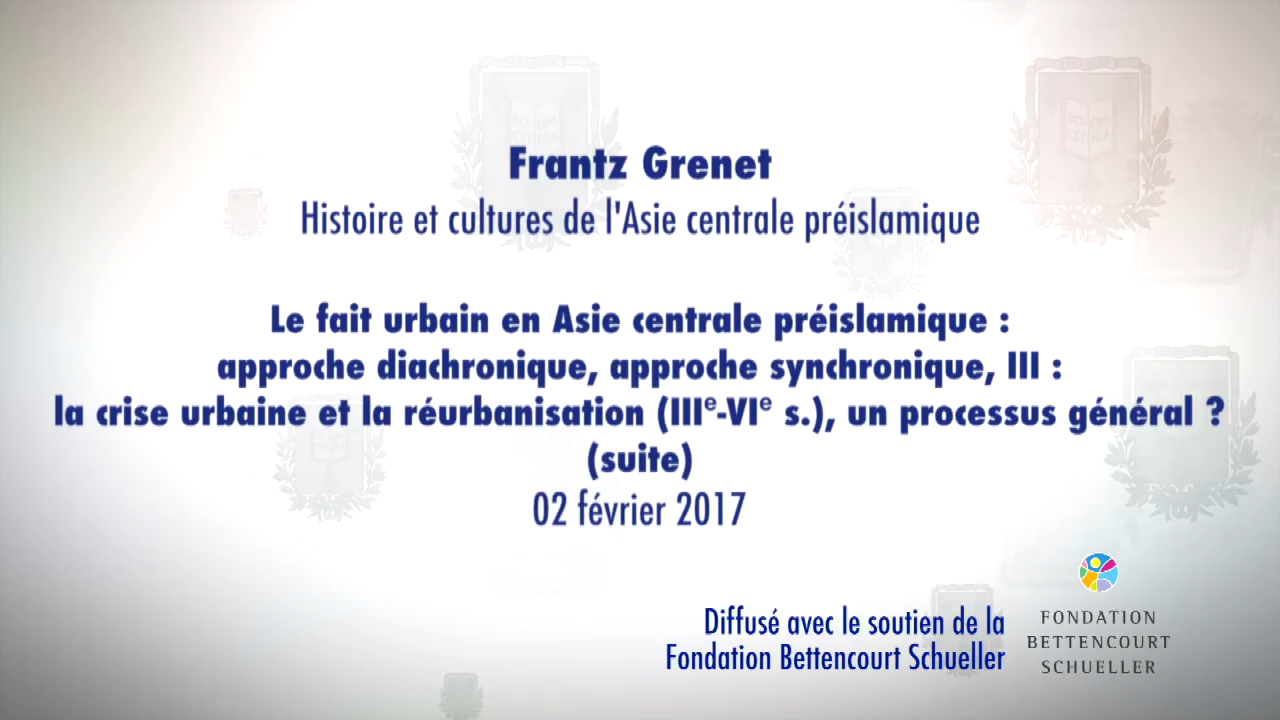 Frantz Grenet
Histoire et cultures de l'Asie centrale préislamique
Le fait urbain en Asie centrale préislamique :
approche diachronique, approche synchronique, III :
la crise urbaine et la réurbanisation (IIIᵉ-VIᵉ s.), un processus général ?
(suite)
02 février 2017
Diffusé avec le soutien de la
Fondation Bettencourt Schueller
FONDATION
BETTENCOURT
SCHUELLER